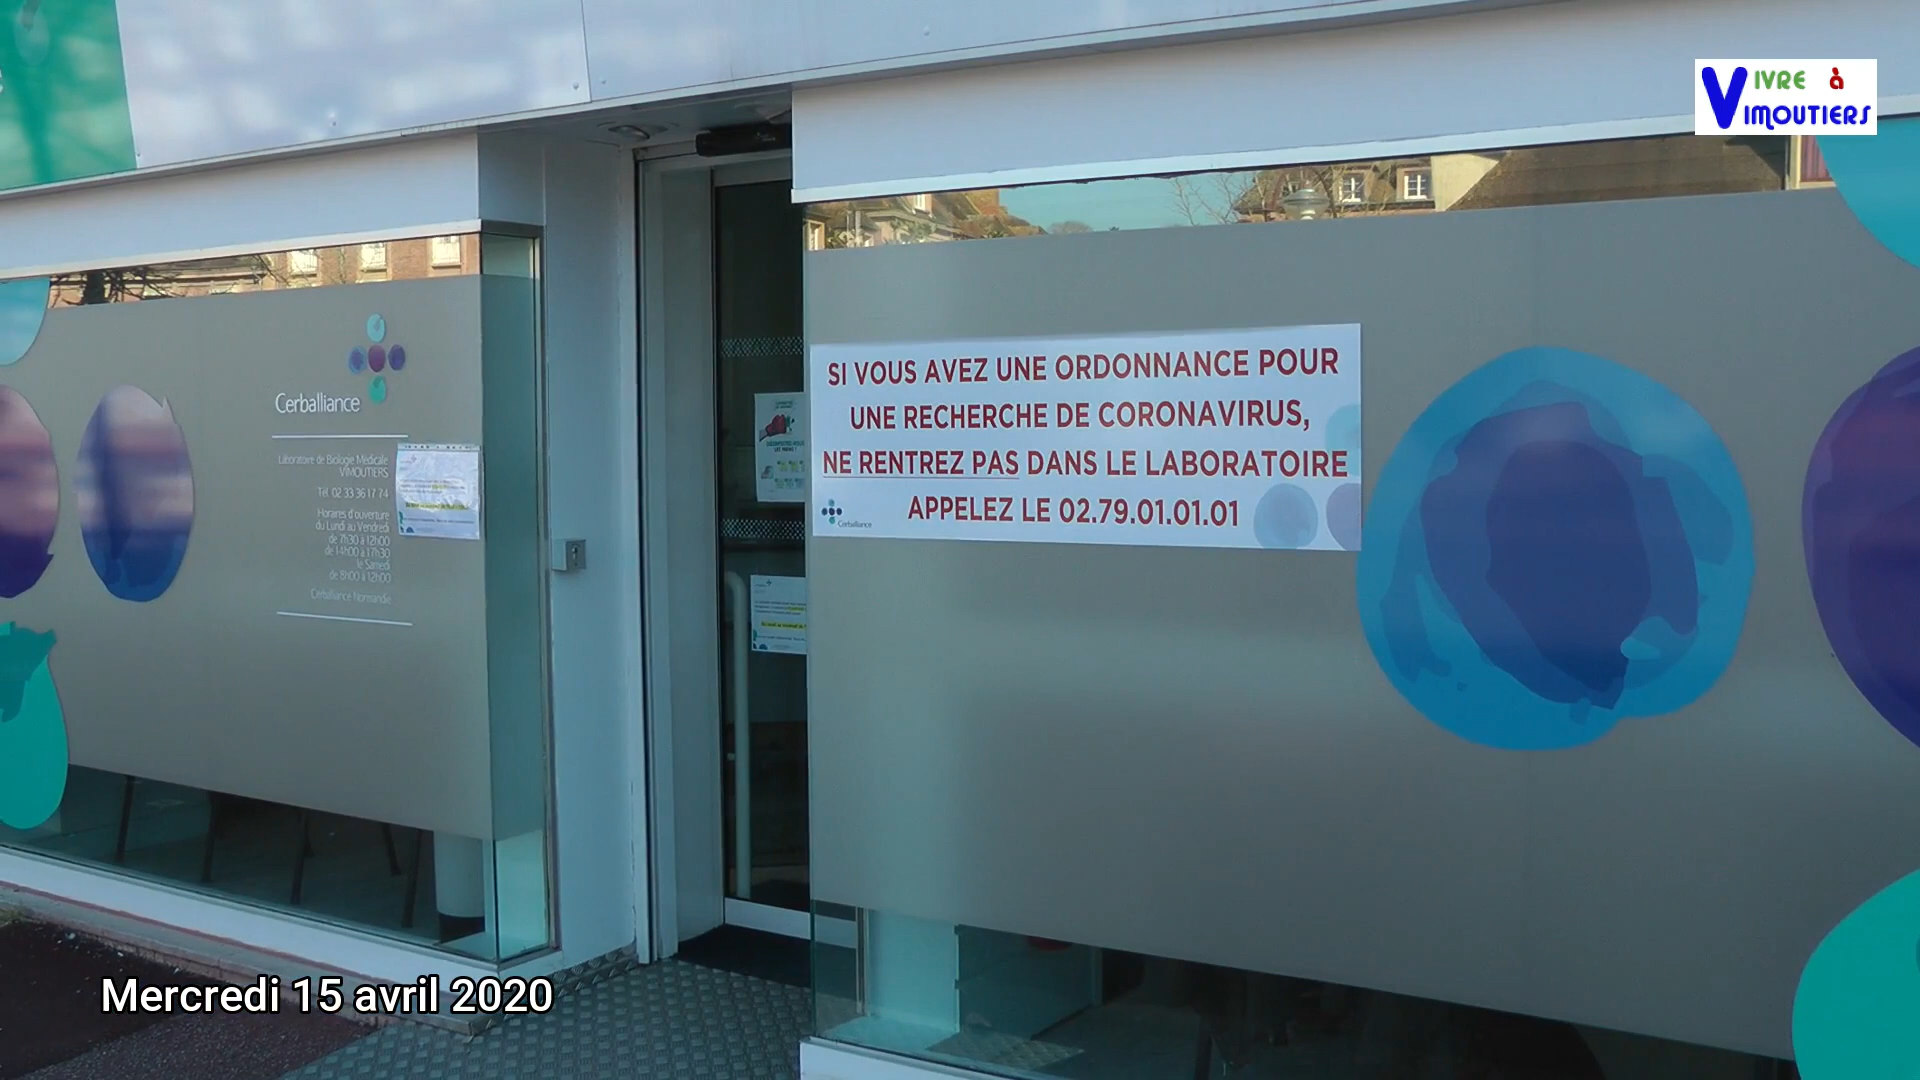 VIVRE à
VIMOUTIERS
Cerballiance
Laboratoire de Biologie Médicale
VIMOUTIERS
Tél. 02 33 36 17 74
Horaires d'ouverture
du Lundi au Vendredi
de 7h30 à 12h00
de 14h00 à 17h30
le Samedi
de 8h00 à 12h00
Cerballiance Normandie
SI VOUS AVEZ UNE ORDONNANCE POUR
UNE RECHERCHE DE CORONAVIRUS,
NE RENTREZ PAS DANS LE LABORATOIRE
APPELEZ LE 02.79.01.01.01
Cerballiance
Mercredi 15 avril 2020